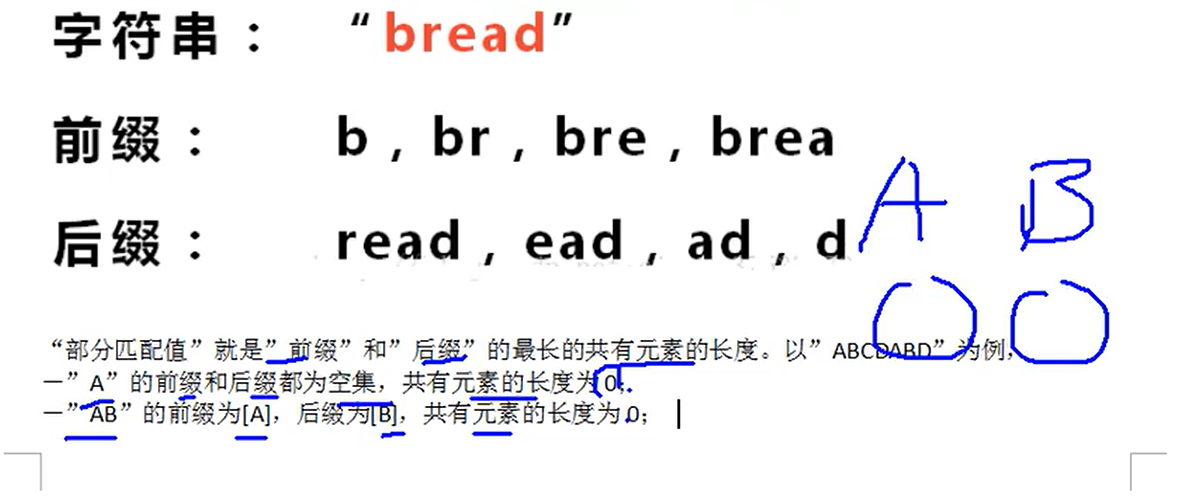 字符串： “bread”
前缀： b , br , bre , brea
后缀： read , ead , ad , d
A B
0 0
“部分匹配值”就是”前缀”和”后缀”的最长的共有元素的长度。以”ABCDABD”为例，
－”A”的前缀和后缀都为空集，共有元素的长度为0；
－”AB”的前缀为[A]，后缀为[B]，共有元素的长度为0；